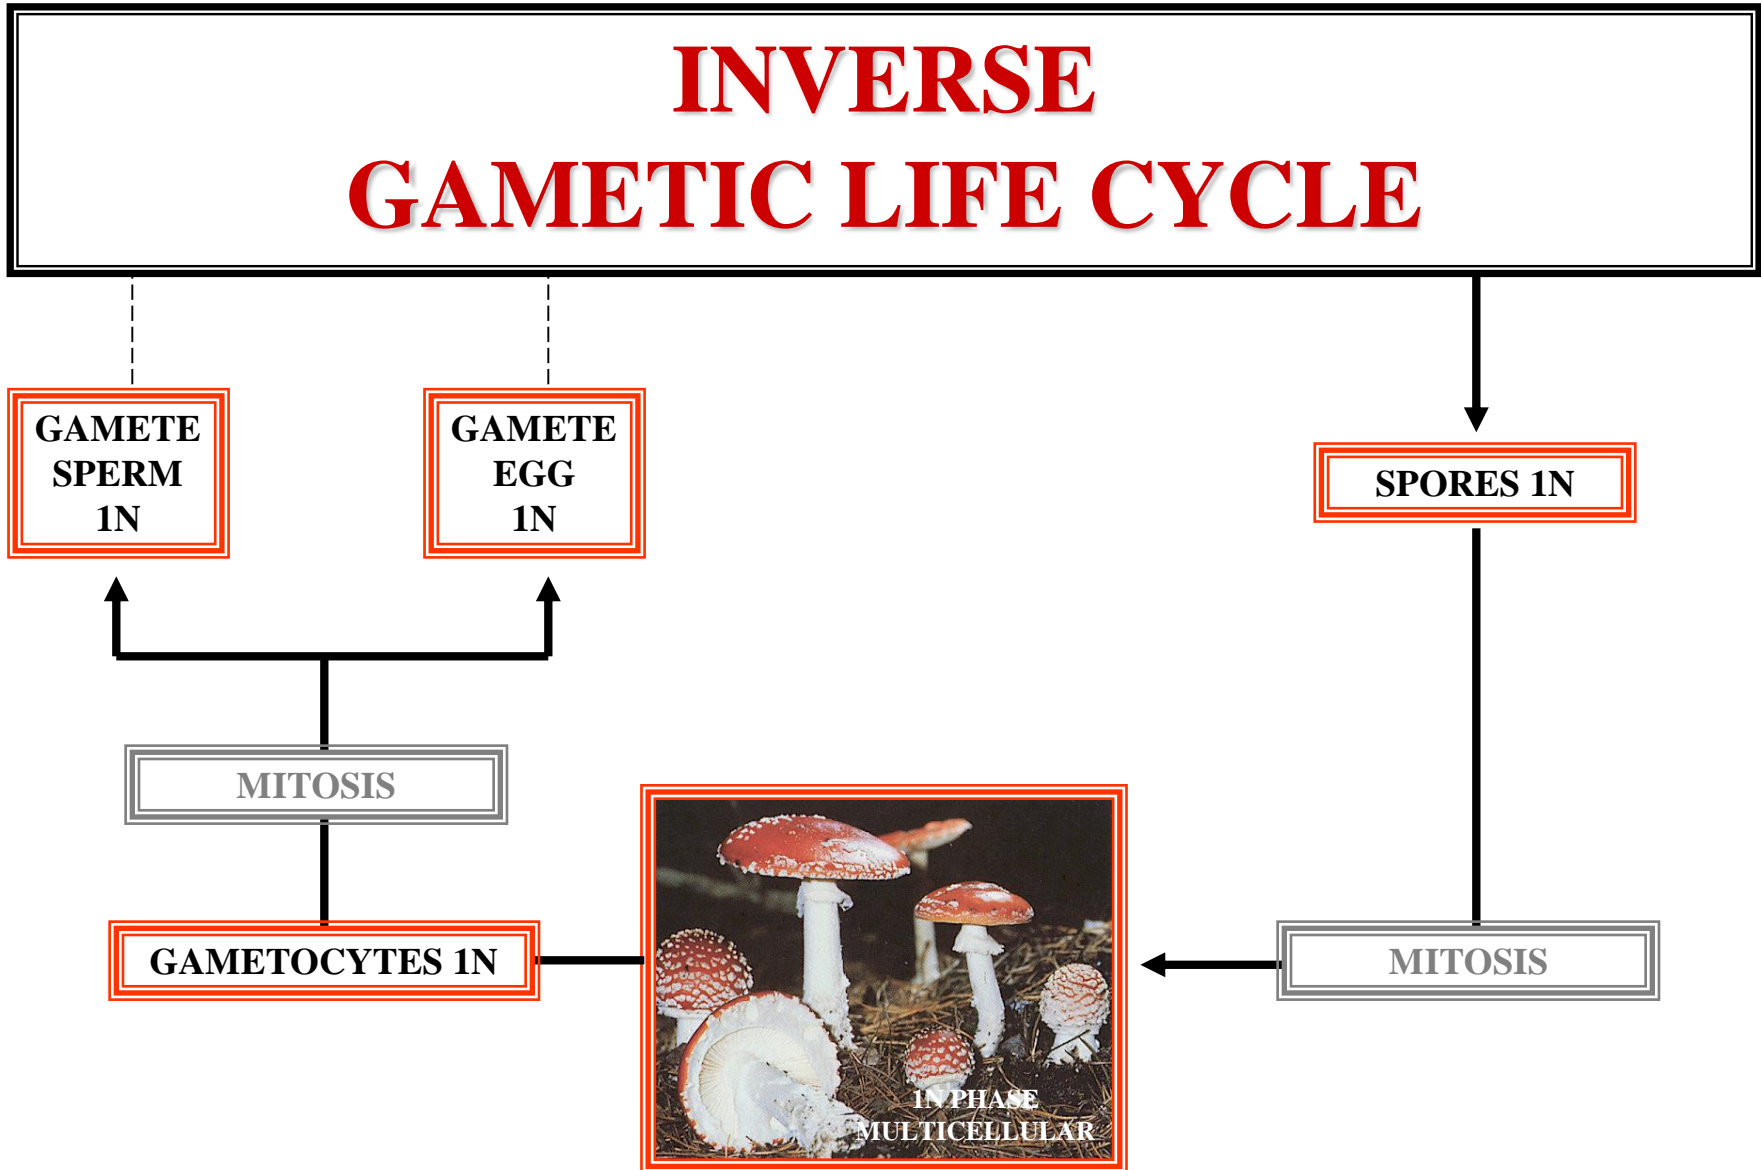 INVERSE
GAMETIC LIFE CYCLE
GAMETE
SPERM
1N
GAMETE
EGG
1N
SPORES 1N
MITOSIS
GAMETOCYTES 1N
MITOSIS
1N PHASE
MULTICELLULAR